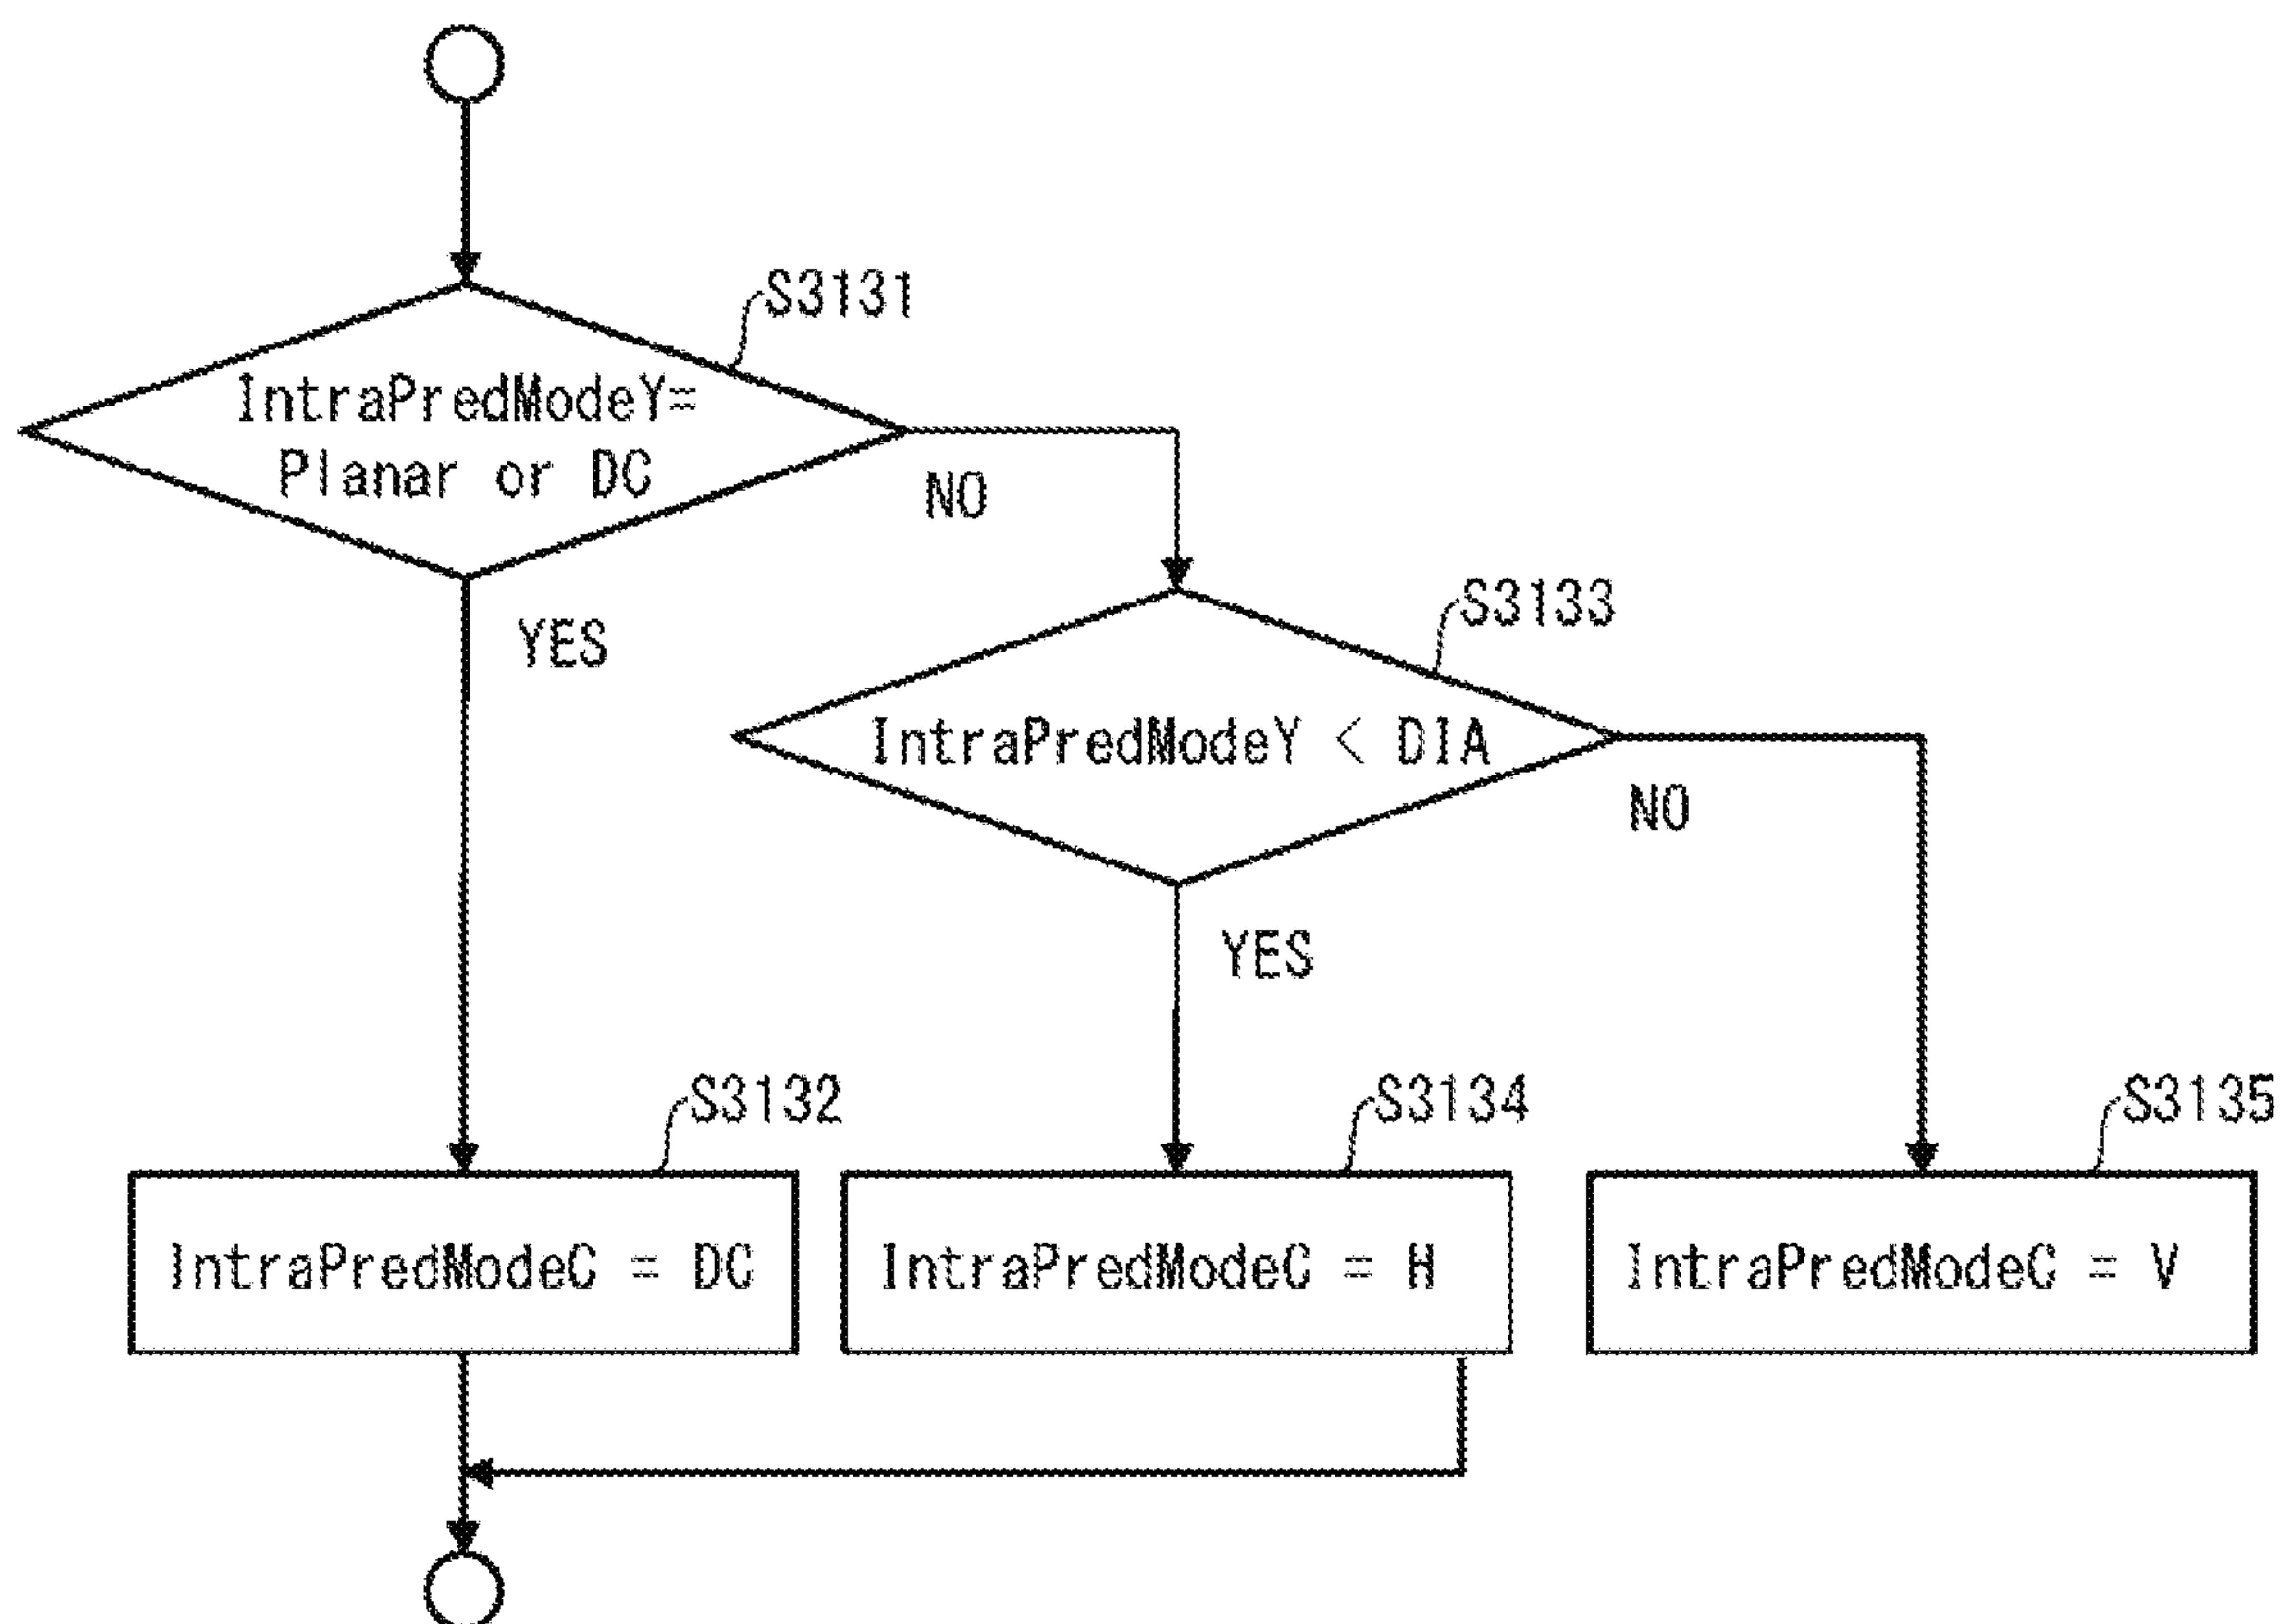 S3131
IntraPredModeY=
Planar or DC
NO
YES
S3133
IntraPredModeY < DIA
NO
YES
S3132
IntraPredModeC = DC
S3134
IntraPredModeC = H
S3135
IntraPredModeC = V